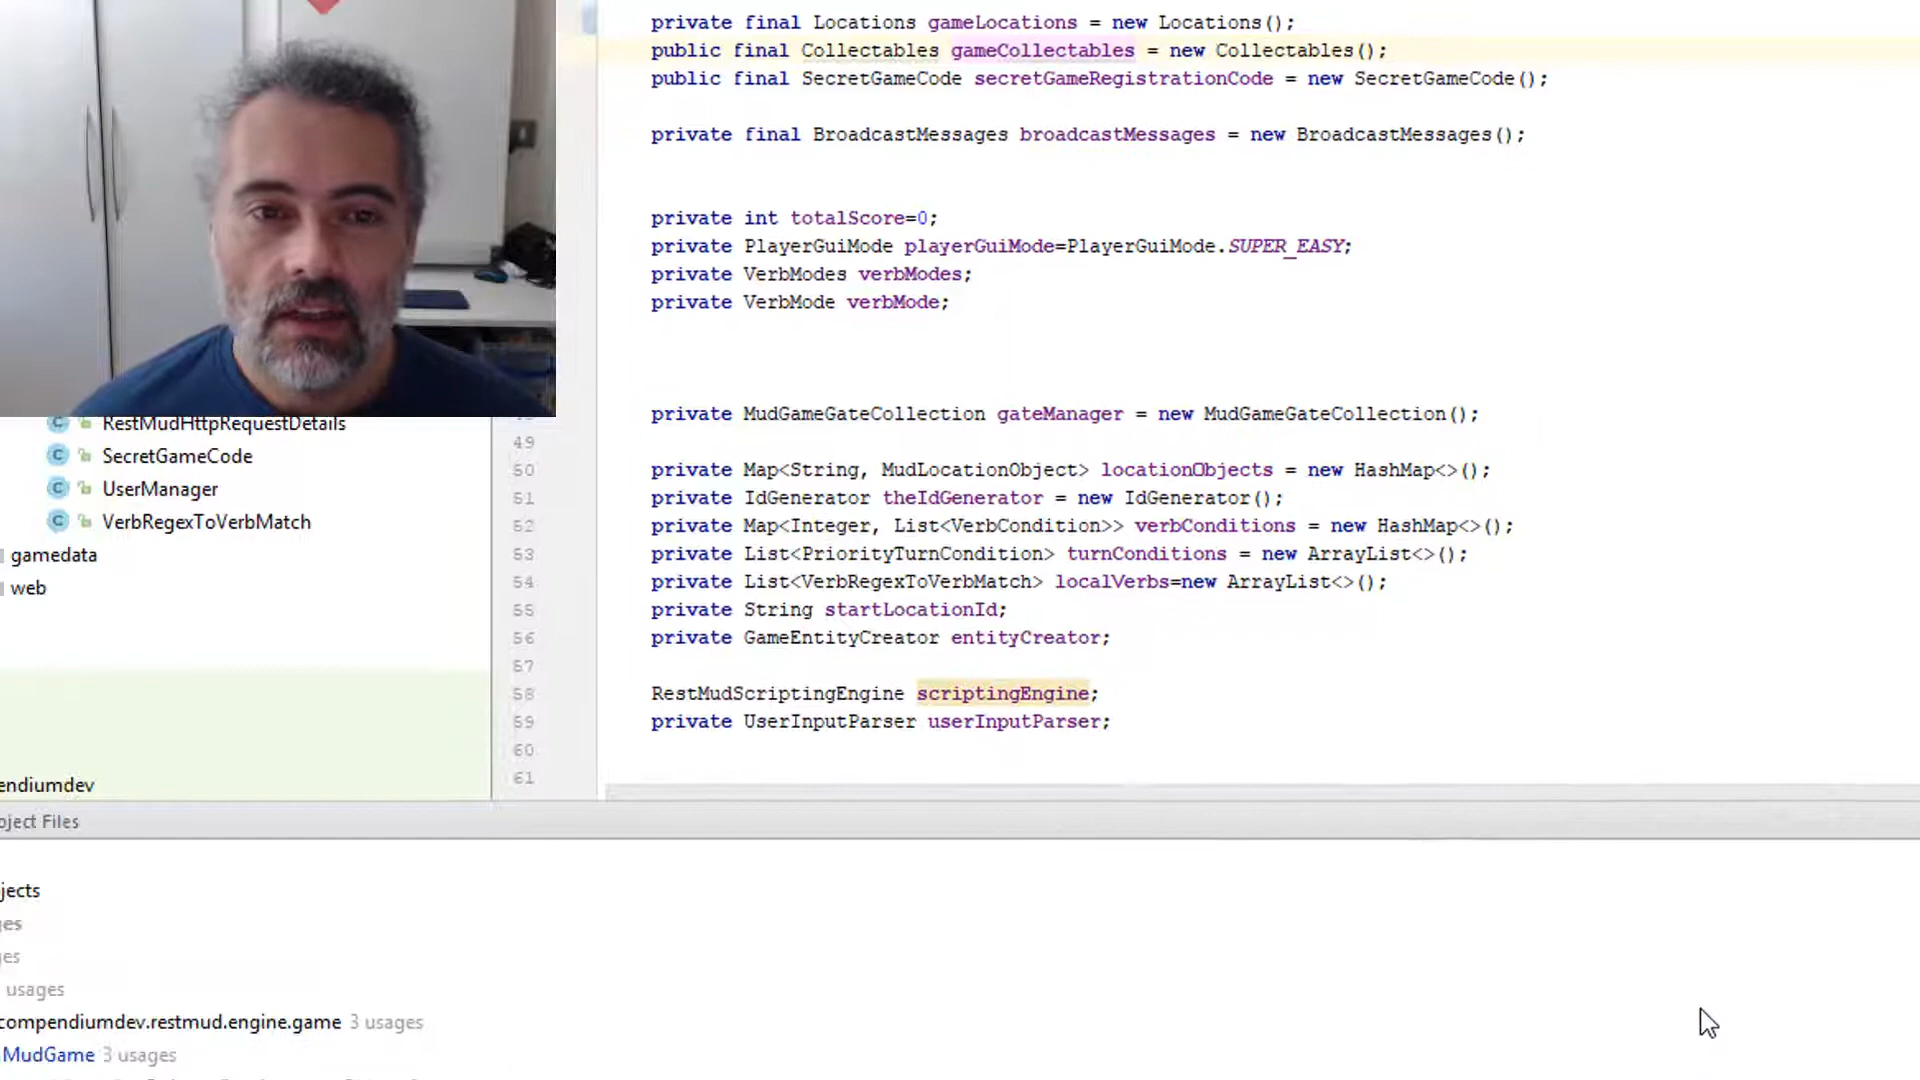 private final Locations gameLocations = new Locations();
public final Collectables gameCollectables = new Collectables();
public final SecretGameCode secretGameRegistrationCode = new SecretGameCode();
private final BroadcastMessages broadcastMessages = new BroadcastMessages();
private int totalScore=0;
private PlayerGuiMode playerGuiMode=PlayerGuiMode.SUPER_EASY;
private VerbModes verbModes;
private VerbMode verbMode;
private MudGameGateCollection gateManager = new MudGameGateCollection();
49
50 private Map<String, MudLocationObject> locationObjects = new HashMap<>();
51 private IdGenerator theIdGenerator = new IdGenerator();
52 private Map<Integer, List<VerbCondition>> verbConditions = new HashMap<>();
53 private List<PriorityTurnCondition> turnConditions = new ArrayList<>();
54 private List<VerbRegexToVerbMatch> localVerbs=new ArrayList<>();
55 private String startLocationId;
56 private GameEntityCreator entityCreator;
57
58 RestMudScriptingEngine scriptingEngine;
59 private UserInputParser userInputParser;
60
61
RestMudHttpRequestDetails
SecretGameCode
UserManager
VerbRegexToVerbMatch
gamedata
web
endiumdev
oject Files
jects
ges
ges
usages
compendiumdev.restmud.engine.game 3 usages
MudGame 3 usages